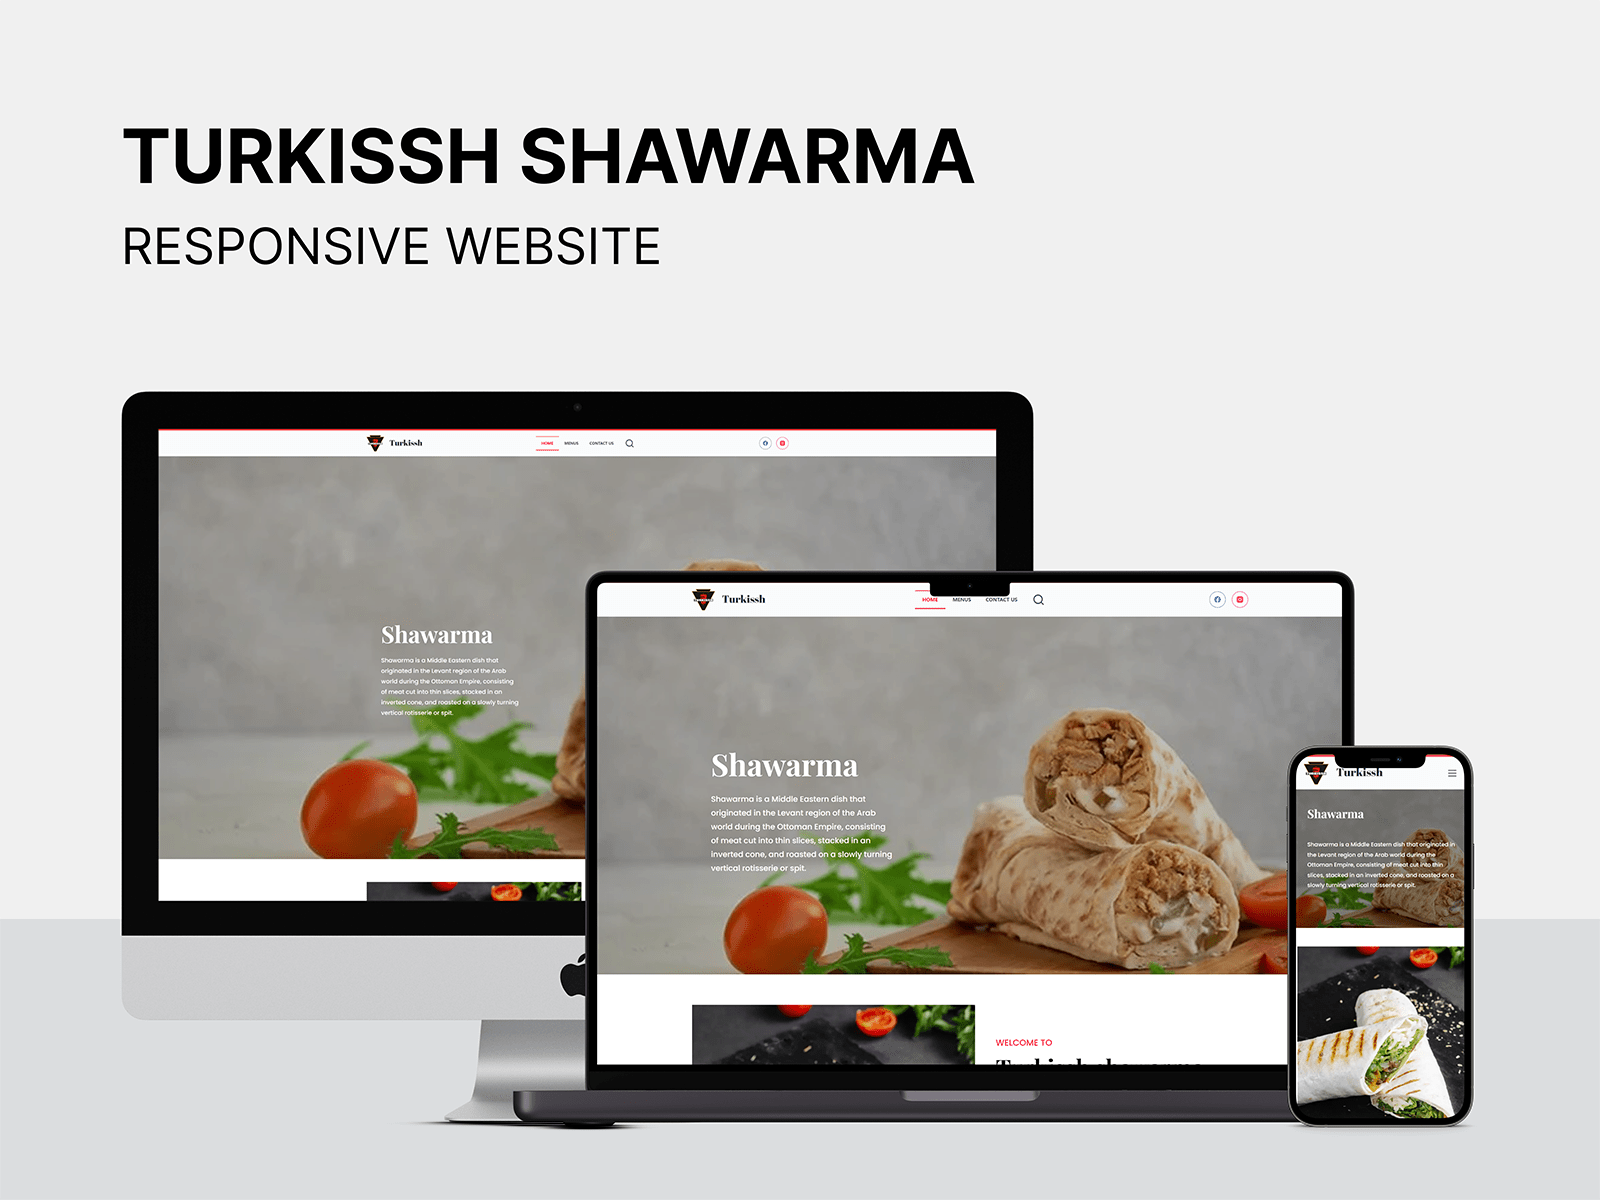 TURKISSH SHAWARMA
RESPONSIVE WEBSITE
Turkissh
HOME
MENUS
CONTACT US
Shawarma
Shawarma is a Middle Eastern dish that
originated in the Levant region of the Arab
world during the Ottoman Empire, consisting
of meat cut into thin slices, stacked in an
inverted cone, and roasted on a slowly turning
vertical rotisserie or spit.
Turkissh
HOME
MENUS
CONTACT US
Shawarma
Shawarma is a Middle Eastern dish that
originated in the Levant region of the Arab
world during the Ottoman Empire, consisting
of meat cut into thin slices, stacked in an
inverted cone, and roasted on a slowly turning
vertical rotisserie or spit.
WELCOME TO
Turkissh shawarma
Turkissh
Shawarma
Shawarma is a Middle Eastern dish that originated in
the Levant region of the Arab world during the
Ottoman Empire, consisting of meat cut into thin
slices, stacked in an inverted cone, and roasted on a
slowly turning vertical rotisserie or spit.